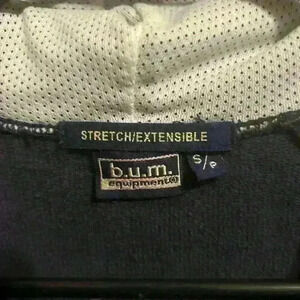 STRETCH/EXTENSIBLE
b.u.m.
equipment®
S/P